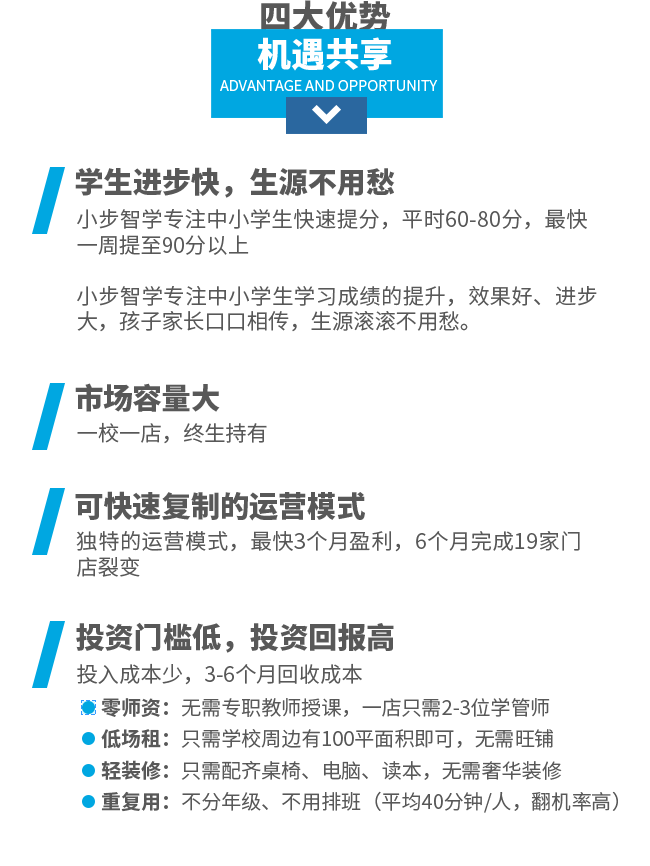 四大优势
机遇共享
ADVANTAGE AND OPPORTUNITY
学生进步快，生源不用愁
小步智学专注中小学生快速提分，平时60-80分，最快
一周提至90分以上
小步智学专注中小学生学习成绩的提升，效果好、进步
大，孩子家长口口相传，生源滚滚不用愁。
市场容量大
一校一店，终生持有
可快速复制的运营模式
独特的运营模式，最快3个月盈利，6个月完成19家门
店裂变
投资门槛低，投资回报高
投入成本少，3-6个月回收成本
零师资：无需专职教师授课，一店只需2-3位学管师
低场租：只需学校周边有100平面积即可，无需旺铺
轻装修：只需配齐桌椅、电脑、读本，无需奢华装修
重复用：不分年级、不用排班（平均40分钟/人，翻机率高）